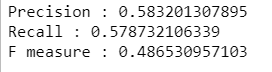 Precision : 0.583201307895
Recall : 0.578732106339
F measure : 0.486530957103